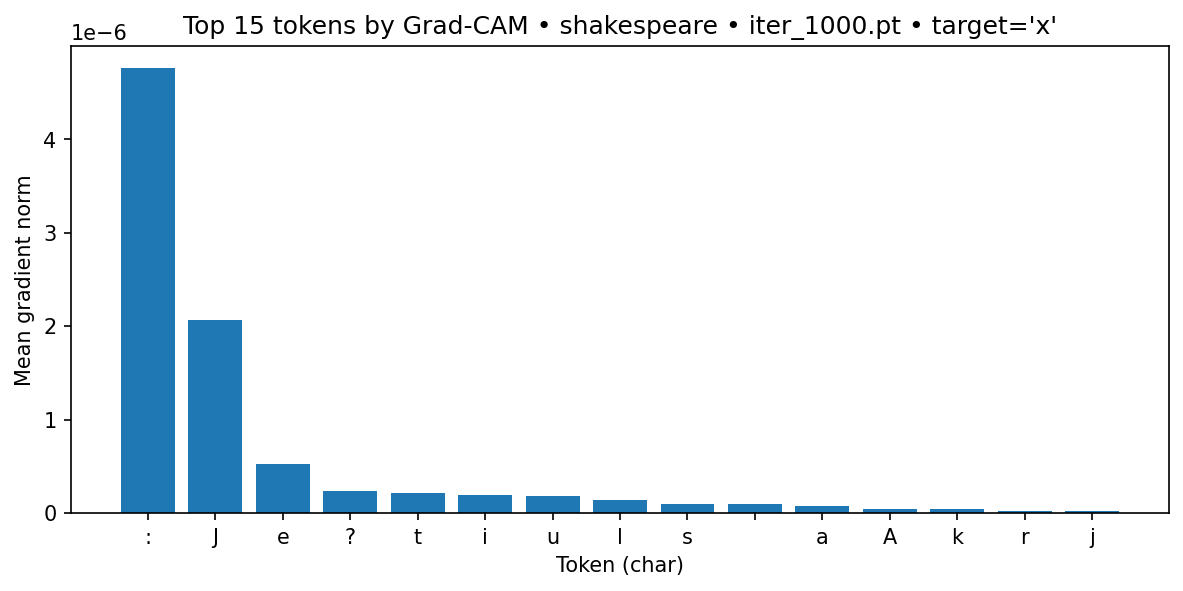 Top 15 tokens by Grad-CAM • shakespeare • iter_1000.pt • target='x'
1e−6
4
3
2
1
0
Mean gradient norm
: J e ? t i u l s a A k r j
Token (char)